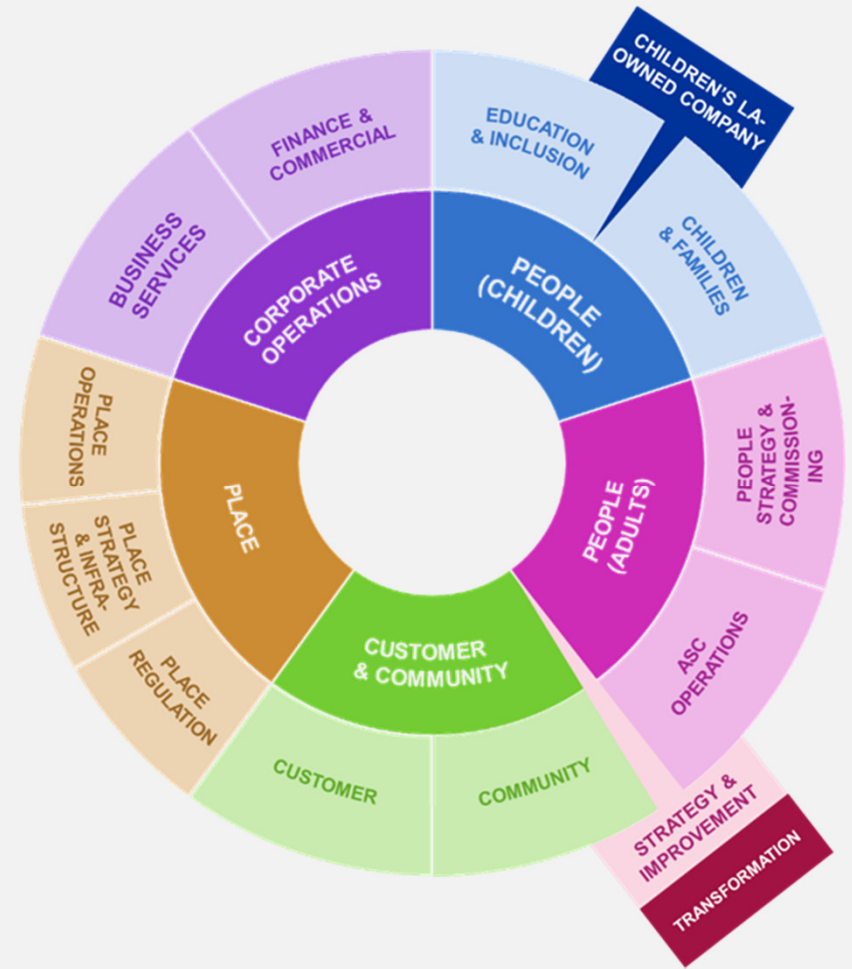 CHILDREN'S LA-
OWNED COMPANY
EDUCATION
& INCLUSION
CHILDREN
& FAMILIES
PEOPLE
(CHILDREN)
PEOPLE
STRATEGY &
COMMISSION-
ING
ASC
OPERATIONS
PEOPLE
(ADULTS)
STRATEGY &
IMPROVEMENT
TRANSFORMATION
CUSTOMER
& COMMUNITY
COMMUNITY
CUSTOMER
PLACE
PLACE
REGULATION
PLACE
STRATEGY
& INFRA-
STRUCTURE
PLACE
OPERATIONS
CORPORATE
OPERATIONS
BUSINESS
SERVICES
FINANCE &
COMMERCIAL